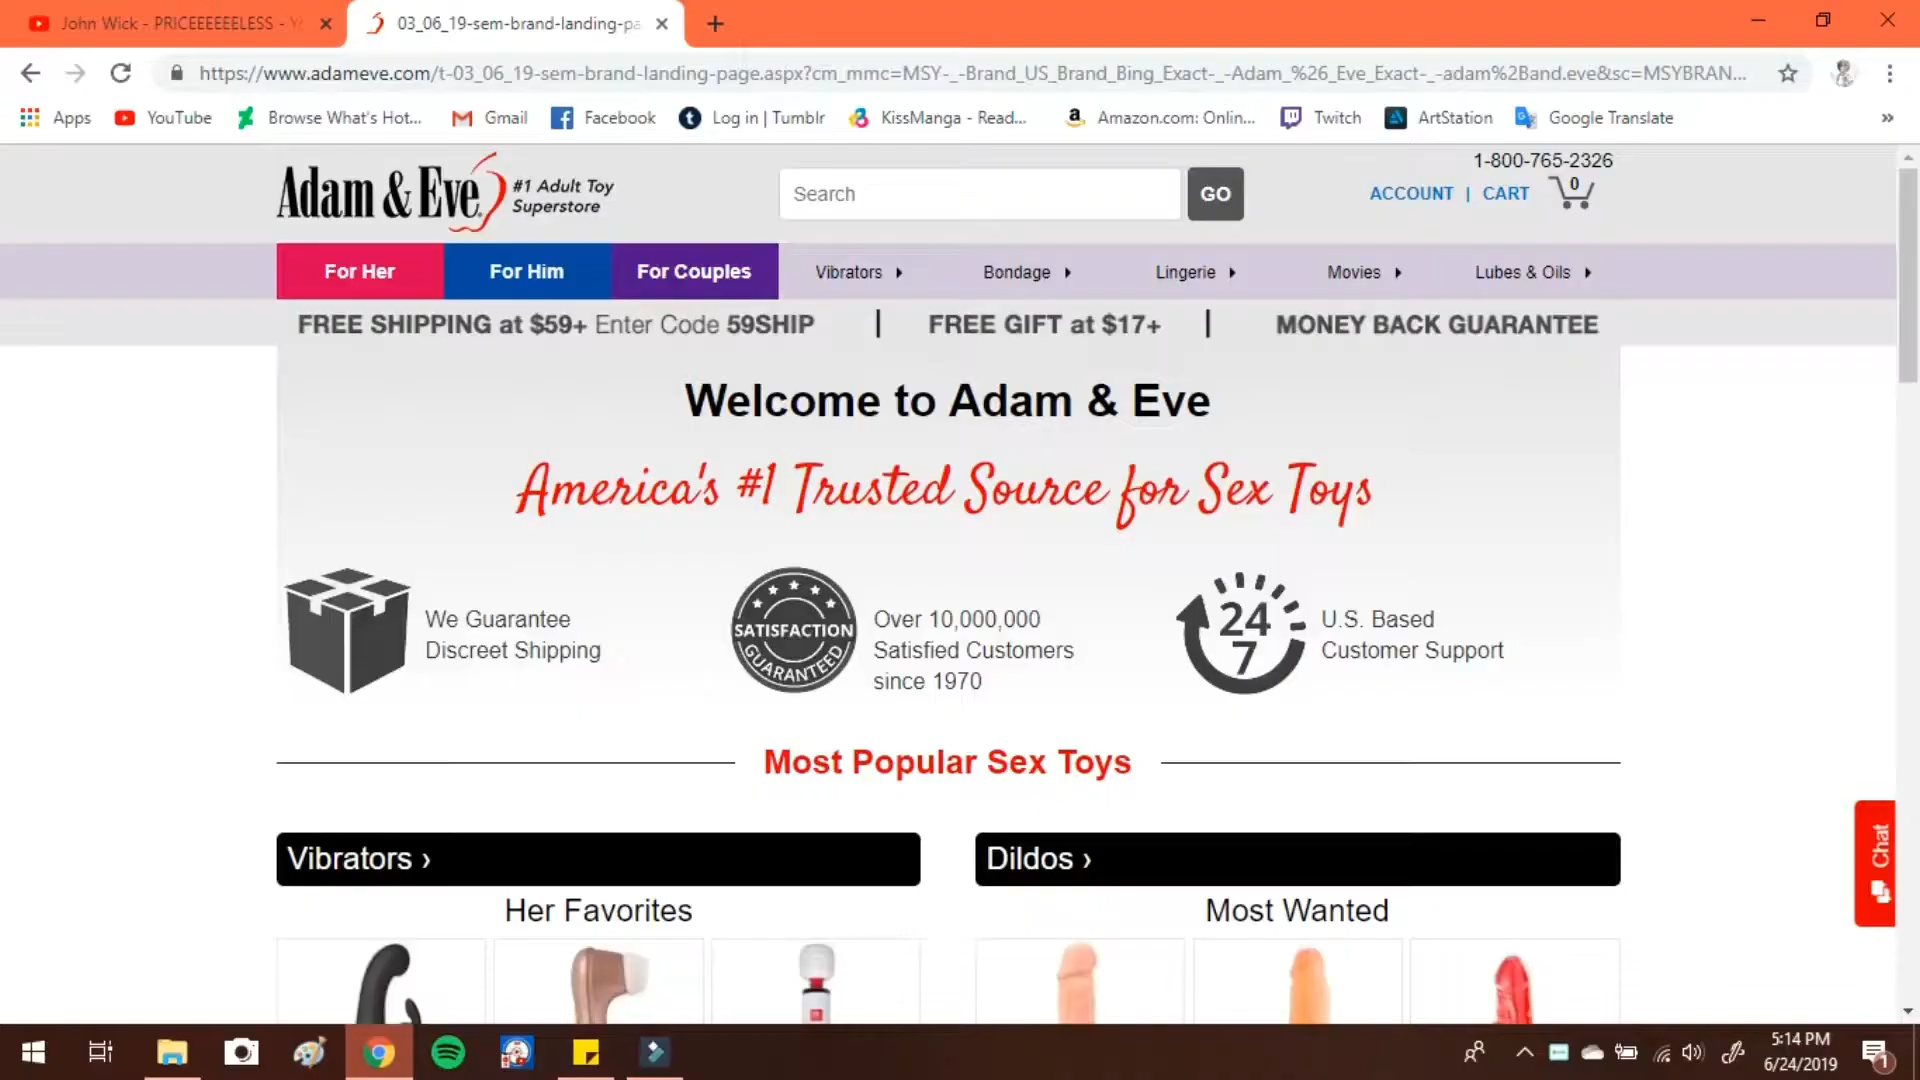 John Wick - PRICEEEEEELESS - Y
03_06_19-sem-brand-landing-pa
https://www.adameve.com/t-03_06_19-sem-brand-landing-page.aspx?cm_mmc=MSY-_-Brand_US_Brand_Bing_Exact-_-Adam_%26_Eve_Exact-_-adam%2Band.eve&sc=MSYBRAN...
Apps YouTube Browse What's Hot... Gmail Facebook Log in | Tumblr KissManga - Read... Amazon.com: Onlin... Twitch ArtStation Google Translate »
1-800-765-2326
Adam & Eve #1 Adult Toy Superstore
Search GO
ACCOUNT | CART 0
For Her For Him For Couples Vibrators Bondage Lingerie Movies Lubes & Oils
FREE SHIPPING at $59+ Enter Code 59SHIP | FREE GIFT at $17+ | MONEY BACK GUARANTEE
Welcome to Adam & Eve
America's #1 Trusted Source for Sex Toys
We Guarantee
Discreet Shipping
SATISFACTION
GUARANTEED
Over 10,000,000
Satisfied Customers
since 1970
24
7
U.S. Based
Customer Support
Most Popular Sex Toys
Vibrators ›
Dildos ›
Her Favorites
Most Wanted
Chat
5:14 PM
6/24/2019
1